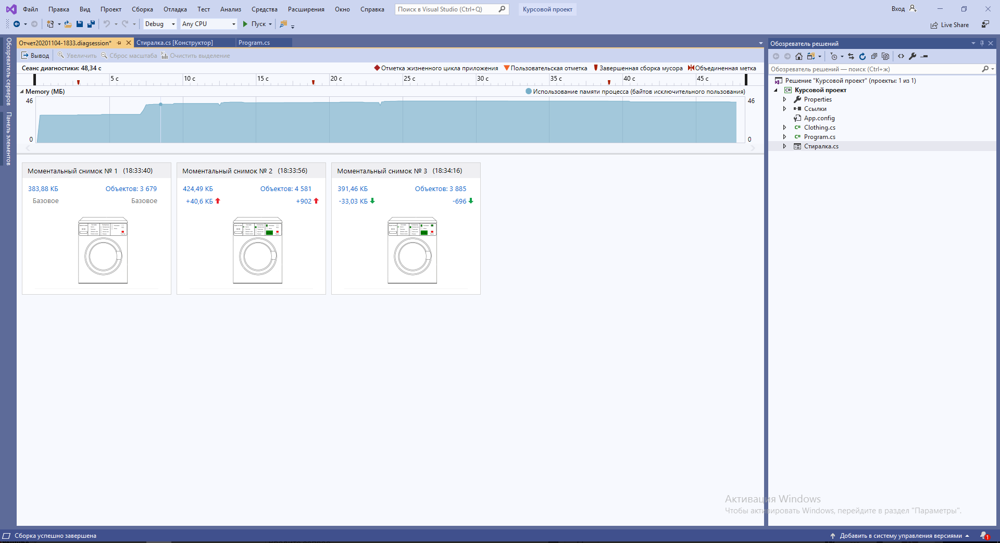 Файл Правка Вид Проект Сборка Отладка Тест Анализ Средства Расширения Окно Справка Поиск в Visual Studio (Ctrl+Q) Курсовой проект Вход
Debug Any CPU Пуск Live Share
Обозреватель серверов
Панель элементов
Отчет20201104-1833.diagsession* Стиралка.cs [Конструктор] Program.cs
Вывод Увеличить Сброс масштаба Очистить выделение
Сеанс диагностики: 48,34 с Отметка жизненного цикла приложения Пользовательская отметка Завершенная сборка мусора Объединенная метка
5 с 10 с 15 с 20 с 25 с 30 с 35 с 40 с 45 с
Memory (МБ) Использование памяти процесса (байтов исключительного пользования)
46 46
0 0
Моментальный снимок № 1 (18:33:40)
383,88 КБ Объектов: 3 679
Базовое Базовое
Моментальный снимок № 2 (18:33:56)
424,49 КБ Объектов: 4 581
+40,6 КБ +902
Моментальный снимок № 3 (18:34:16)
391,46 КБ Объектов: 3 885
-33,03 КБ -696
Обозреватель решений
Обозреватель решений — поиск (Ctrl+ж)
Решение "Курсовой проект" (проекты: 1 из 1)
C# Курсовой проект
Properties
Ссылки
App.config
C# Clothing.cs
C# Program.cs
Стиралка.cs
Активация Windows
Чтобы активировать Windows, перейдите в раздел "Параметры".
Сборка успешно завершена Добавить в систему управления версиями 1